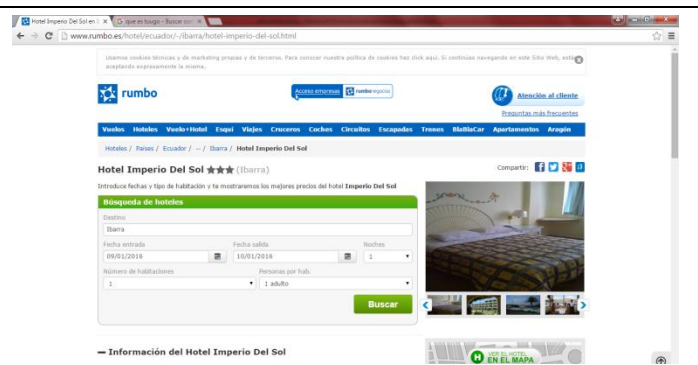 Hotel Imperio Del Sol en
que es tougo - Buscar con
www.rumbo.es/hotel/ecuador/-/ibarra/hotel-imperio-del-sol.html
Usamos cookies técnicas y de marketing propias y de terceros. Para conocer nuestra política de cookies haz click aquí. Si continúas navegando en este Sitio Web, estás
aceptando expresamente la misma.
rumbo
Acceso empresas rumbo negocios
Atención al cliente
Preguntas más frecuentes
Vuelos Hoteles Vuelo+Hotel Esquí Viajes Cruceros Coches Circuitos Escapadas Trenes BlaBlaCar Apartamentos Aragón
Hoteles / Países / Ecuador / -- / Ibarra / Hotel Imperio Del Sol
Hotel Imperio Del Sol ★★★ (Ibarra)
Compartir:
Introduce fechas y tipo de habitación y te mostraremos los mejores precios del hotel Imperio Del Sol
Búsqueda de hoteles
Destino
Ibarra
Fecha entrada Fecha salida Noches
09/01/2016 10/01/2016 1
Número de habitaciones Personas por hab.
1 1 adulto
Buscar
— Información del Hotel Imperio Del Sol
H VER EL HOTEL
EN EL MAPA